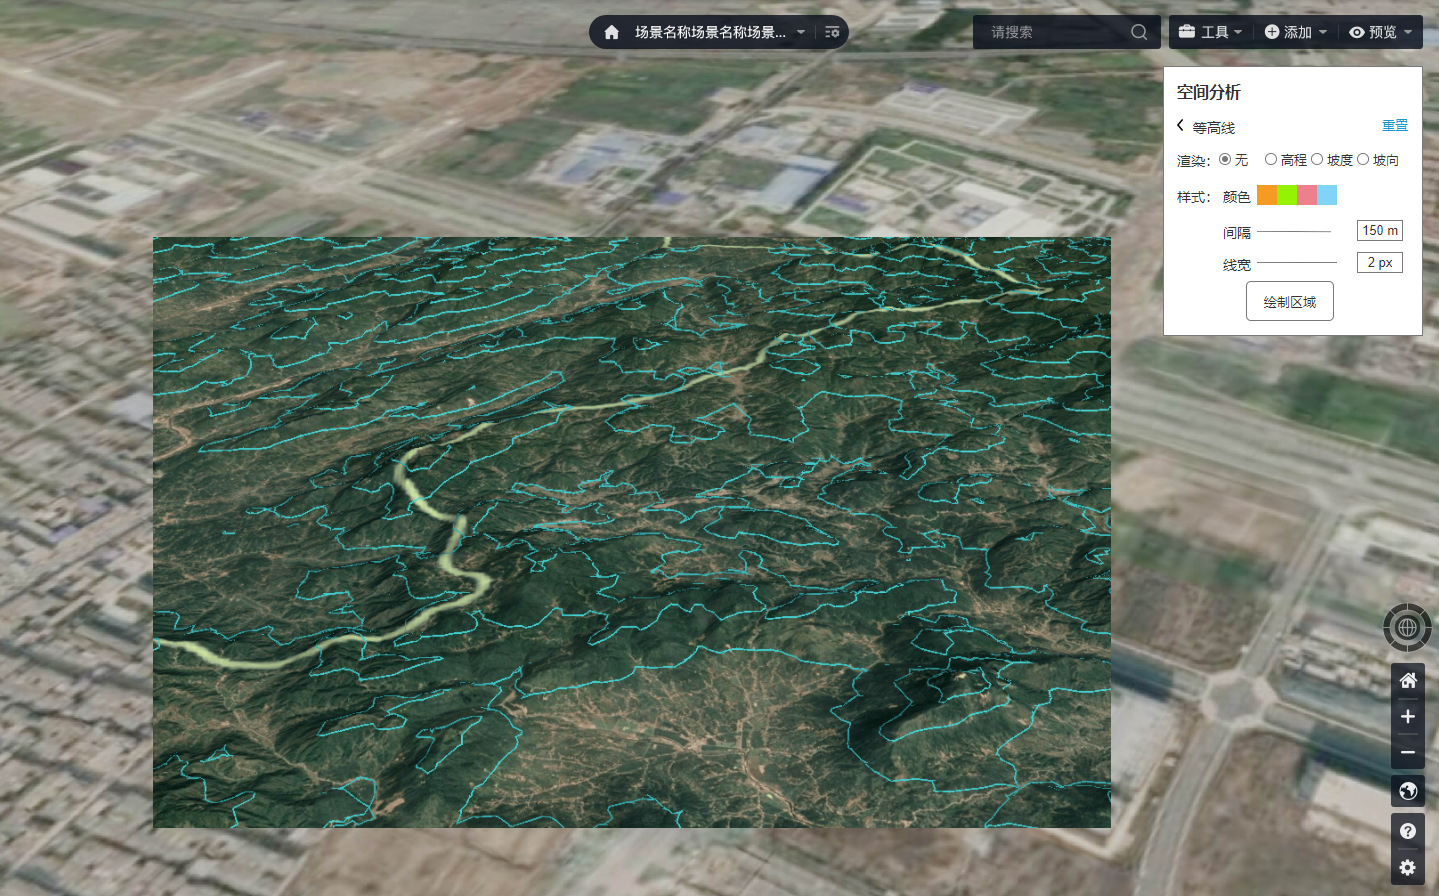 场景名称场景名称场景...
请搜索
工具
添加
预览
空间分析
等高线
重置
渲染: 无 高程 坡度 坡向
样式: 颜色
间隔 150 m
线宽 2 px
绘制区域